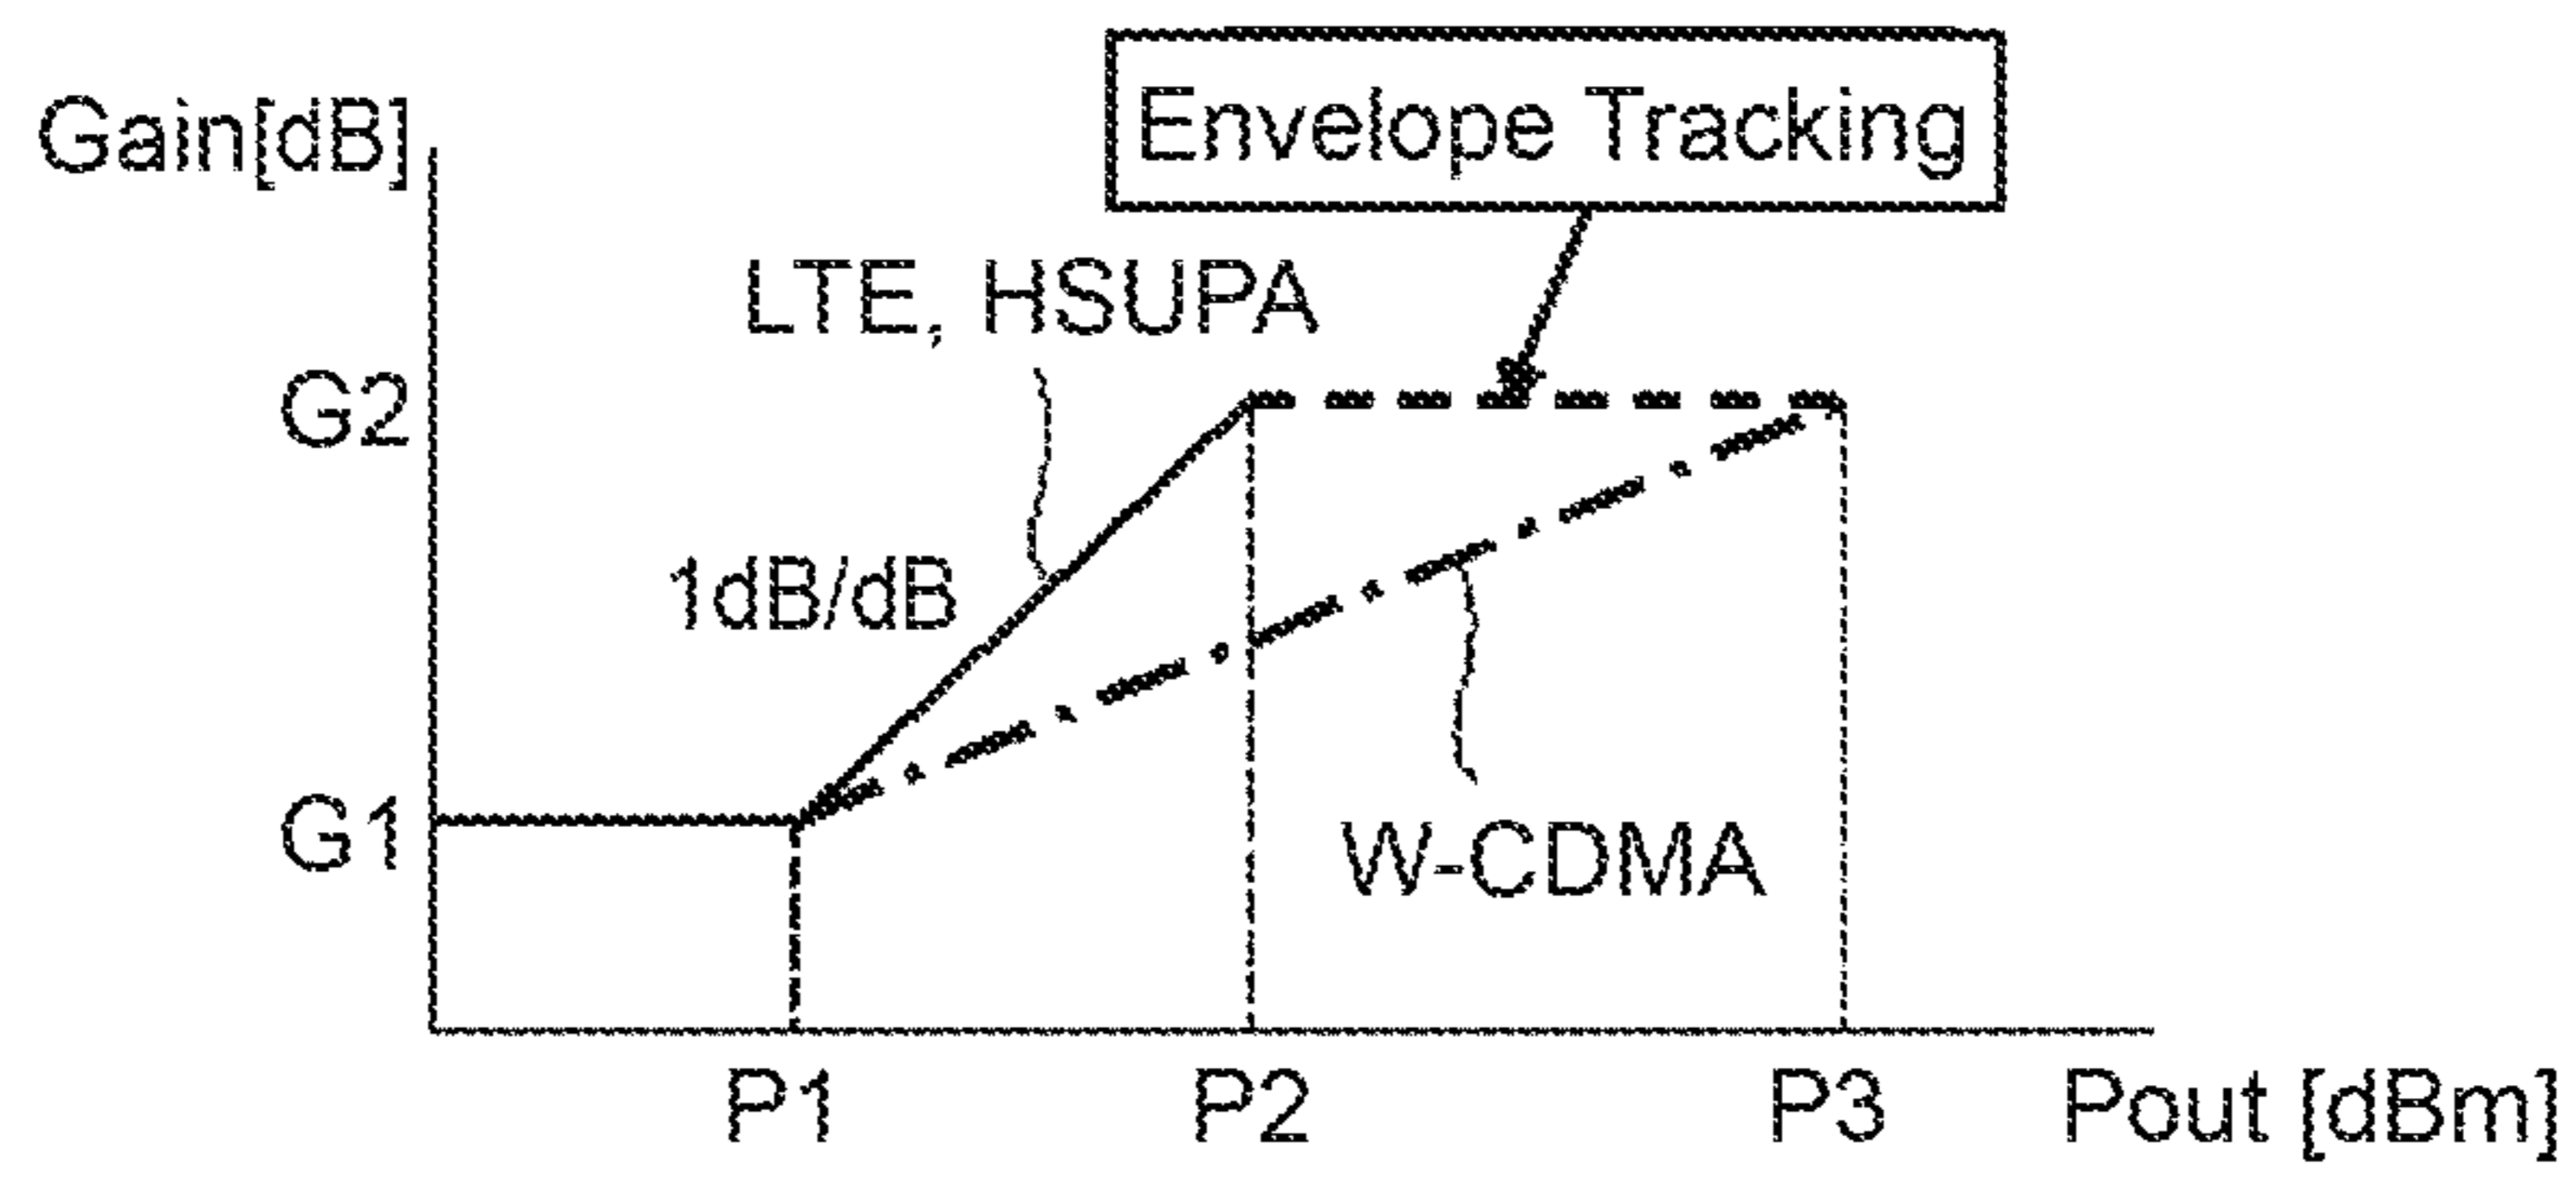 Envelope Tracking
Gain[dB]
LTE, HSUPA
G2
1dB/dB
G1
W-CDMA
P1
P2
P3
Pout [dBm]